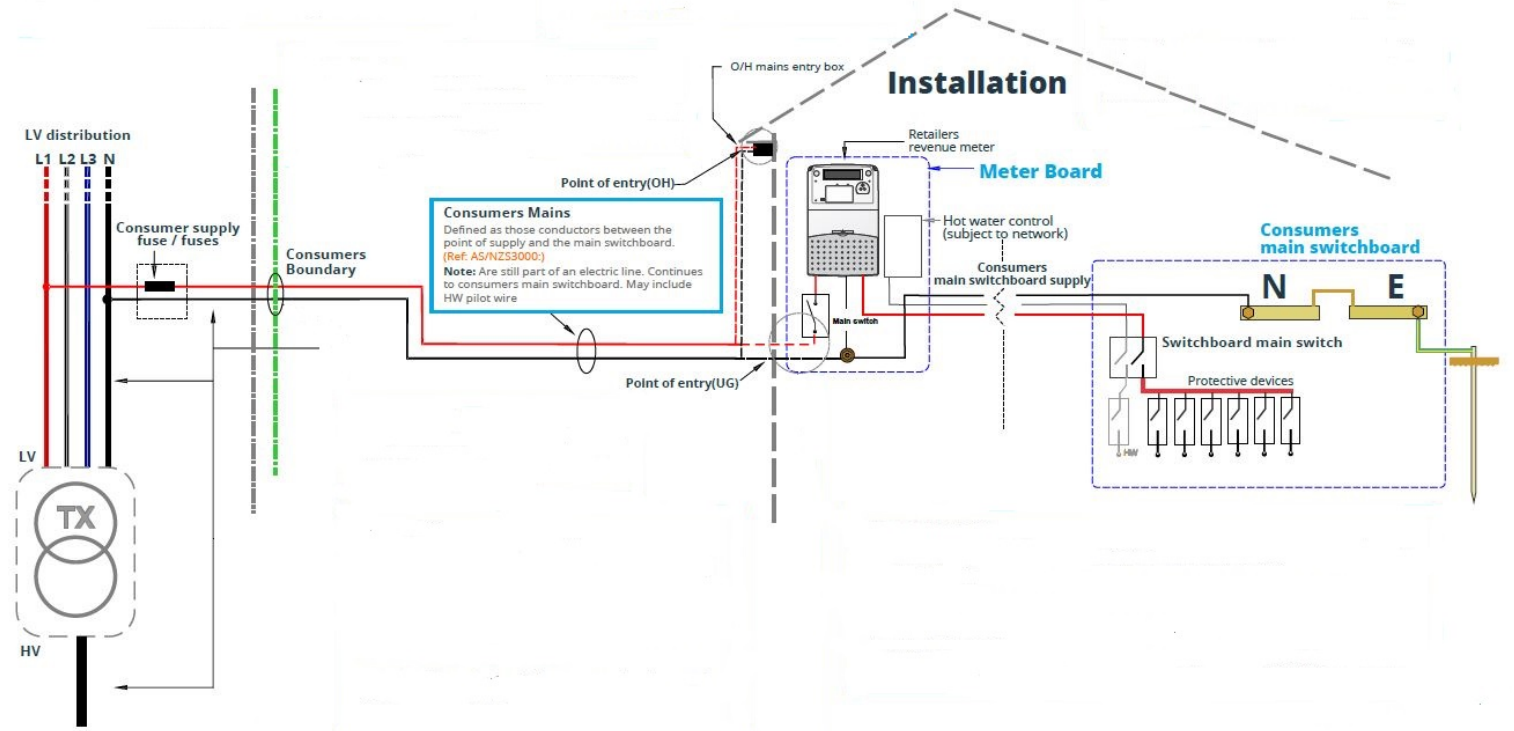 Installation
O/H mains entry box
Retailers
revenue meter
LV distribution
L1 L2 L3 N
Point of entry(OH)
Meter Board
Consumers Mains
Defined as those conductors between the
point of supply and the main switchboard.
(Ref: AS/NZS3000:)
Note: Are still part of an electric line. Continues
to consumers main switchboard. May include
HW pilot wire
Consumer supply
fuse / fuses
Hot water control
(subject to network)
Consumers
main switchboard
Consumers
Boundary
Consumers
main switchboard supply
N
E
Main switch
Switchboard main switch
Point of entry(UG)
Protective devices
LV
HW
TX
HV